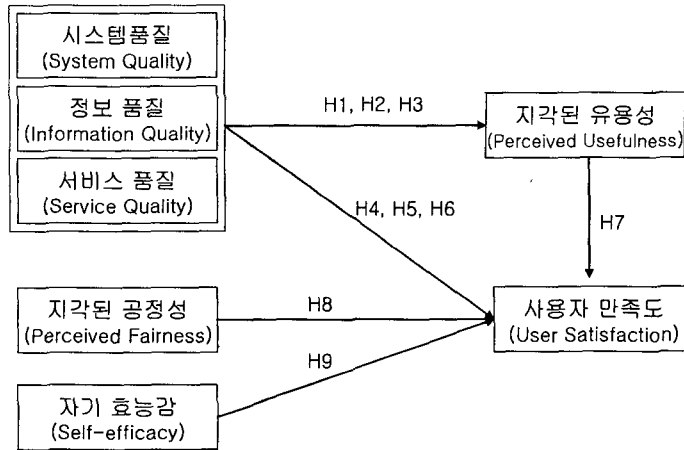 시스템품질
(System Quality)
정보 품질
(Information Quality)
서비스 품질
(Service Quality)
H1, H2, H3
지각된 유용성
(Perceived Usefulness)
H4, H5, H6
H7
지각된 공정성
(Perceived Fairness)
H8
사용자 만족도
(User Satisfaction)
H9
자기 효능감
(Self-efficacy)